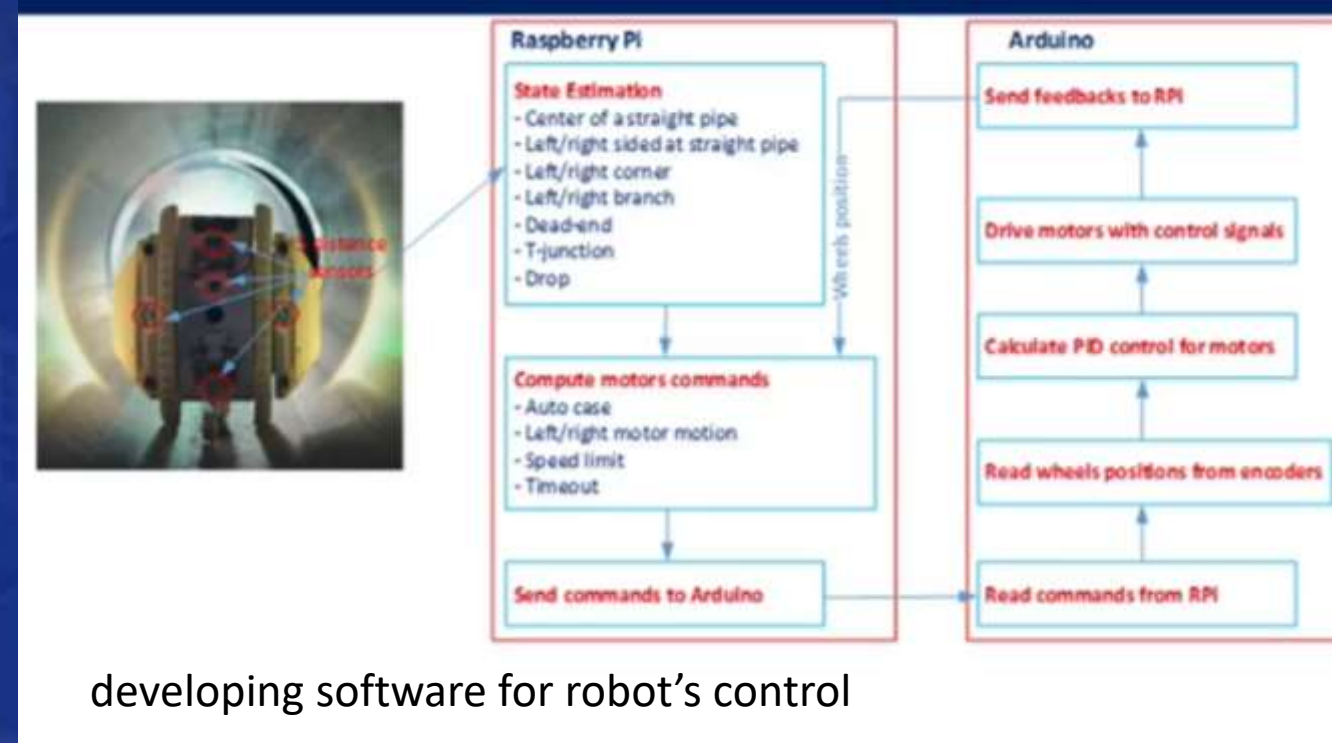 Raspberry Pi
State Estimation
- Center of a straight pipe
- Left/right sided at straight pipe
- Left/right corner
- Left/right branch
- Dead-end
- T-junction
- Drop
distance
sensors
Wheels position
Compute motors commands
- Auto case
- Left/right motor motion
- Speed limit
- Timeout
Send commands to Arduino
Arduino
Send feedbacks to RPI
Drive motors with control signals
Calculate PID control for motors
Read wheels positions from encoders
Read commands from RPI
developing software for robot’s control